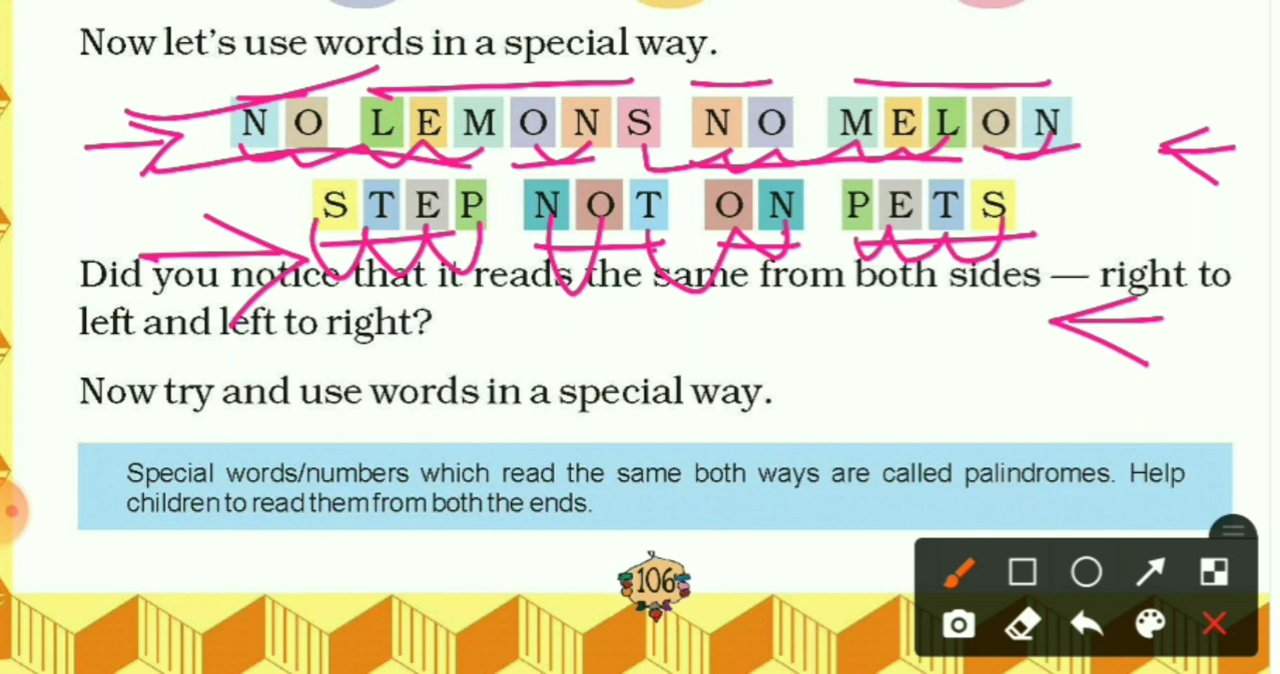 Now let's use words in a special way.
NO LEMONS NO MELON
STEP NOT ON PETS
Did you notice that it reads the same from both sides — right to
left and left to right?
Now try and use words in a special way.
Special words/numbers which read the same both ways are called palindromes. Help
children to read them from both the ends.
106